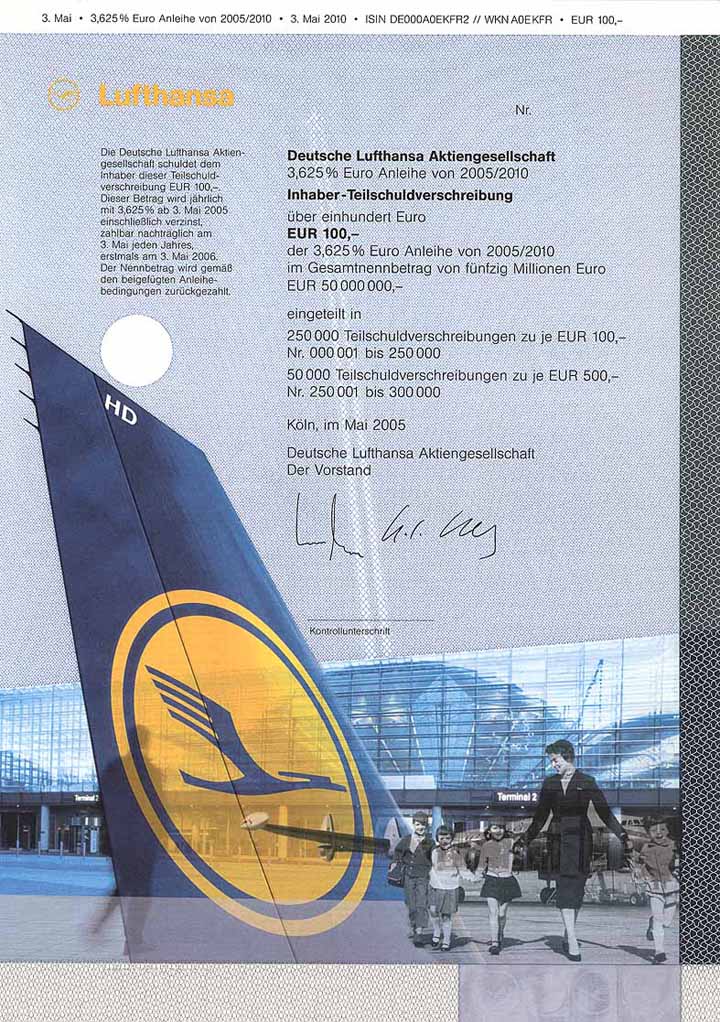 3. Mai • 3,625 % Euro Anleihe von 2005/2010 • 3. Mai 2010 • ISIN DE000A0EKFR2 // WKN A0EKFR • EUR 100,–
Lufthansa
Nr.
Die Deutsche Lufthansa Aktien-
gesellschaft schuldet dem
Inhaber dieser Teilschuld-
verschreibung EUR 100,–.
Dieser Betrag wird jährlich
mit 3,625% ab 3. Mai 2005
einschließlich verzinst,
zahlbar nachträglich am
3. Mai jeden Jahres,
erstmals am 3. Mai 2006.
Der Nennbetrag wird gemäß
den beigefügten Anleihe-
bedingungen zurückgezahlt.
Deutsche Lufthansa Aktiengesellschaft
3,625 % Euro Anleihe von 2005/2010
Inhaber-Teilschuldverschreibung
über einhundert Euro
EUR 100,–
der 3,625 % Euro Anleihe von 2005/2010
im Gesamtnennbetrag von fünfzig Millionen Euro
EUR 50 000 000,–
eingeteilt in
250 000 Teilschuldverschreibungen zu je EUR 100,–
Nr. 000 001 bis 250 000
50 000 Teilschuldverschreibungen zu je EUR 500,–
Nr. 250 001 bis 300 000
Köln, im Mai 2005
Deutsche Lufthansa Aktiengesellschaft
Der Vorstand
Kontrollunterschrift
HD
Terminal 2
Terminal 2